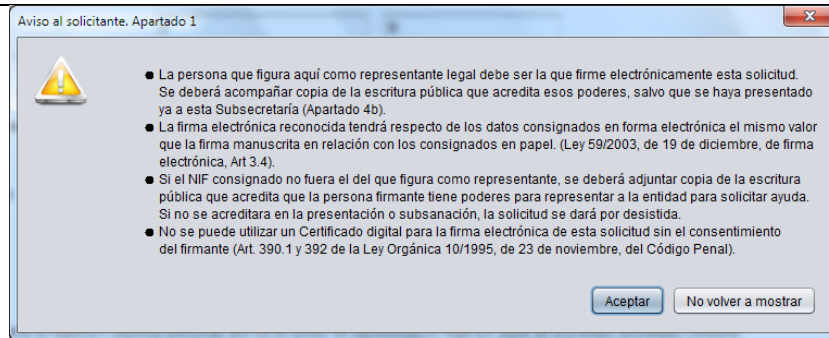 Aviso al solicitante. Apartado 1
● La persona que figura aquí como representante legal debe ser la que firme electrónicamente esta solicitud.
Se deberá acompañar copia de la escritura pública que acredita esos poderes, salvo que se haya presentado
ya a esta Subsecretaría (Apartado 4b).
● La firma electrónica reconocida tendrá respecto de los datos consignados en forma electrónica el mismo valor
que la firma manuscrita en relación con los consignados en papel. (Ley 59/2003, de 19 de diciembre, de firma
electrónica, Art 3.4).
● Si el NIF consignado no fuera el del que figura como representante, se deberá adjuntar copia de la escritura
pública que acredita que la persona firmante tiene poderes para representar a la entidad para solicitar ayuda.
Si no se acreditara en la presentación o subsanación, la solicitud se dará por desistida.
● No se puede utilizar un Certificado digital para la firma electrónica de esta solicitud sin el consentimiento
del firmante (Art. 390.1 y 392 de la Ley Orgánica 10/1995, de 23 de noviembre, del Código Penal).
Aceptar No volver a mostrar